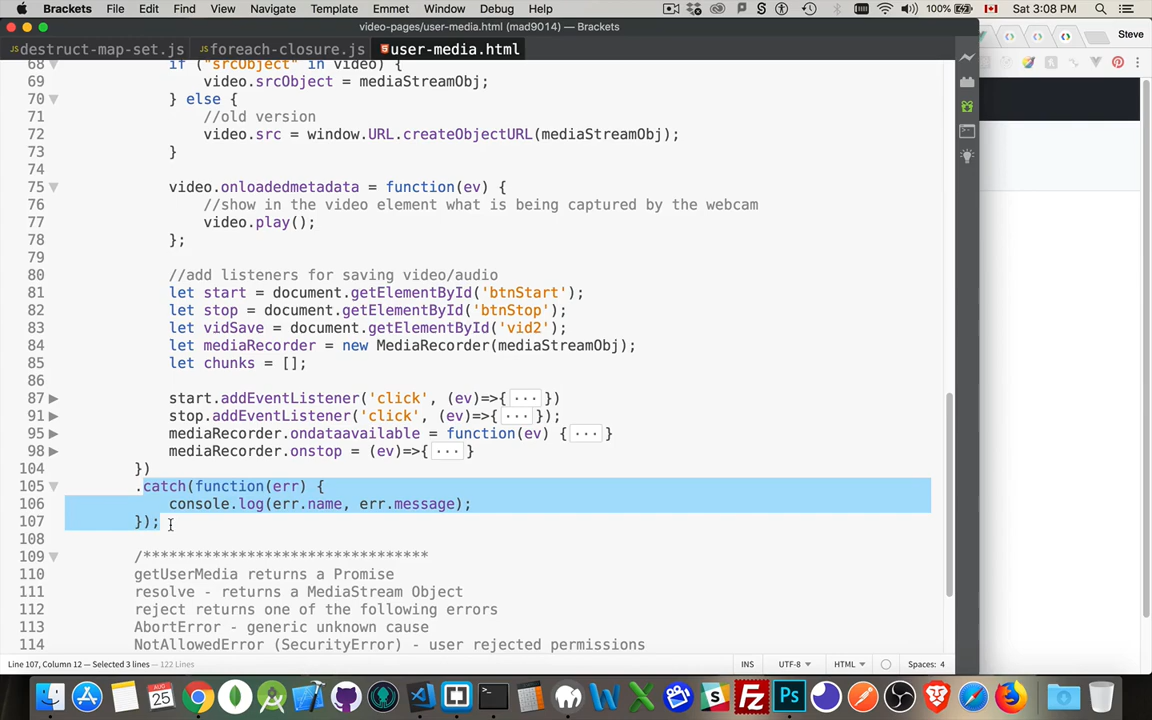 Brackets File Edit Find View Navigate Template Emmet Window Debug Help 100% Sat 3:08 PM
video-pages/user-media.html (mad9014) — Brackets
destruct-map-set.js foreach-closure.js user-media.html Steve
68 if ("srcObject" in video) {
69 video.srcObject = mediaStreamObj;
70 } else {
71 //old version
72 video.src = window.URL.createObjectURL(mediaStreamObj);
73 }
74
75 video.onloadedmetadata = function(ev) {
76 //show in the video element what is being captured by the webcam
77 video.play();
78 };
79
80 //add listeners for saving video/audio
81 let start = document.getElementById('btnStart');
82 let stop = document.getElementById('btnStop');
83 let vidSave = document.getElementById('vid2');
84 let mediaRecorder = new MediaRecorder(mediaStreamObj);
85 let chunks = [];
86
87 start.addEventListener('click', (ev)=>{ ... })
91 stop.addEventListener('click', (ev)=>{ ... });
95 mediaRecorder.ondataavailable = function(ev) { ... }
98 mediaRecorder.onstop = (ev)=>{ ... }
104 })
105 .catch(function(err) {
106 console.log(err.name, err.message);
107 });
108
109 /*********************************
110 getUserMedia returns a Promise
111 resolve - returns a MediaStream Object
112 reject returns one of the following errors
113 AbortError - generic unknown cause
114 NotAllowedError (SecurityError) - user rejected permissions
Line 107, Column 12 — Selected 3 lines — 122 Lines INS UTF-8 HTML Spaces: 4